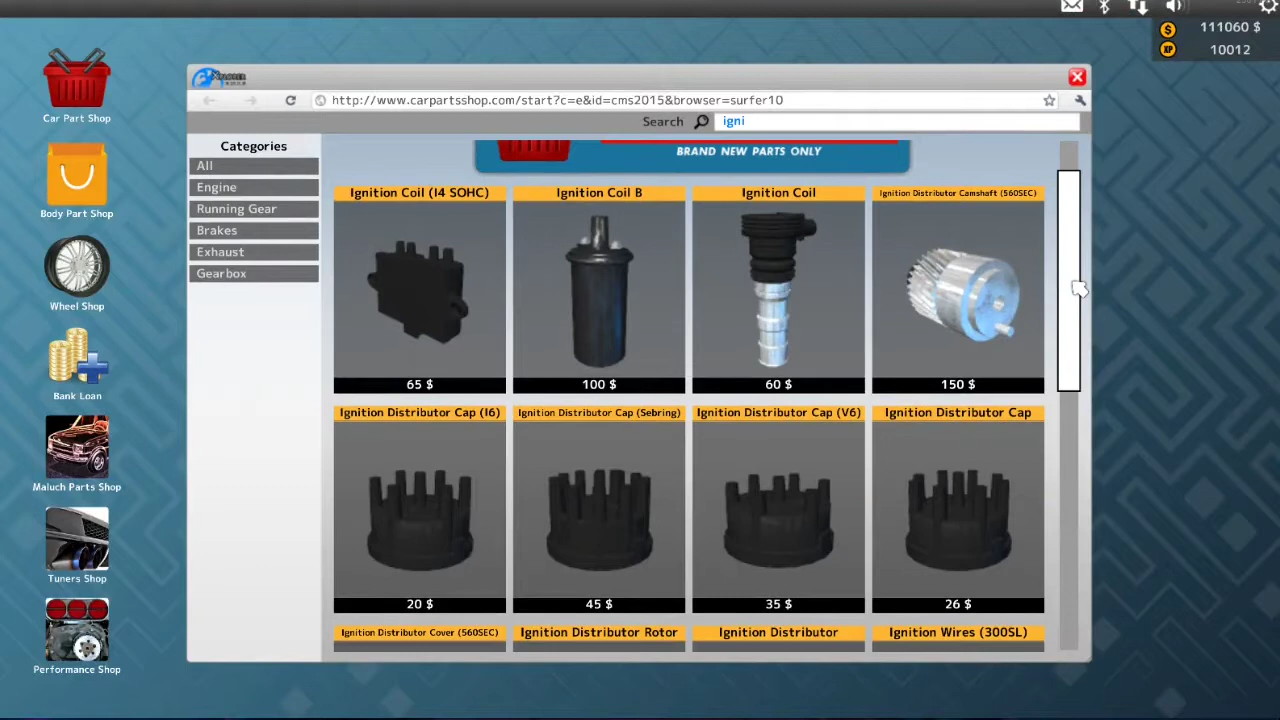 111060 $
10012
Car Part Shop
Body Part Shop
Wheel Shop
Bank Loan
Maluch Parts Shop
Tuners Shop
Performance Shop
http://www.carpartsshop.com/start?c=e&id=cms2015&browser=surfer10
Search igni
Categories
All
Engine
Running Gear
Brakes
Exhaust
Gearbox
BRAND NEW PARTS ONLY
Ignition Coil (I4 SOHC)
65 $
Ignition Coil B
100 $
Ignition Coil
60 $
Ignition Distributor Camshaft (560SEC)
150 $
Ignition Distributor Cap (I6)
20 $
Ignition Distributor Cap (Sebring)
45 $
Ignition Distributor Cap (V6)
35 $
Ignition Distributor Cap
26 $
Ignition Distributor Cover (560SEC)
Ignition Distributor Rotor
Ignition Distributor
Ignition Wires (300SL)